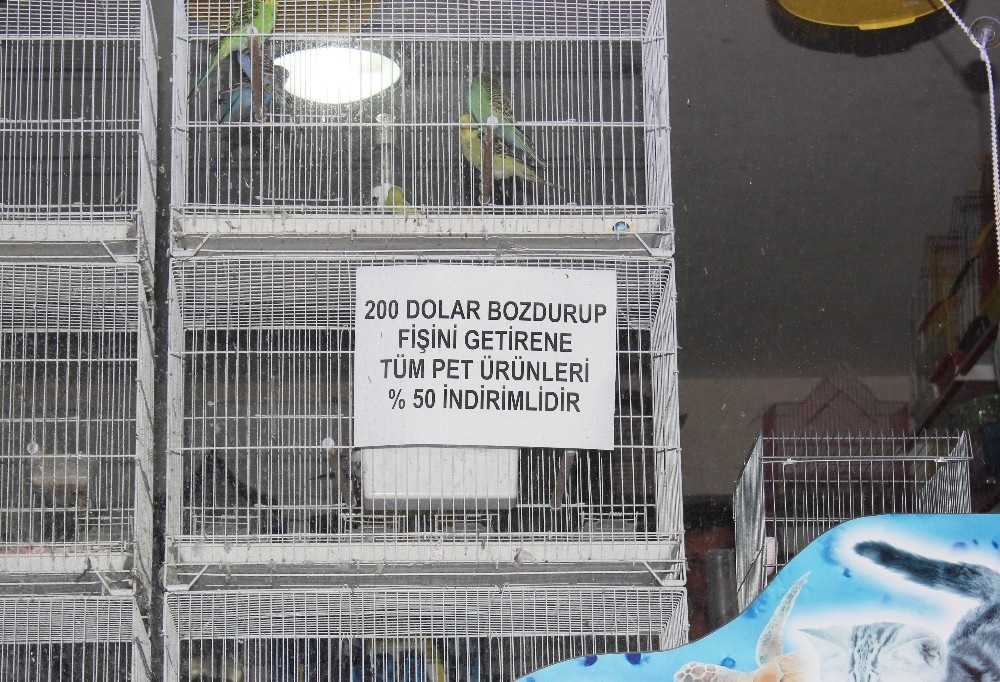 200 DOLAR BOZDURUP
FİŞİNİ GETİRENE
TÜM PET ÜRÜNLERİ
% 50 İNDİRİMLİDİR